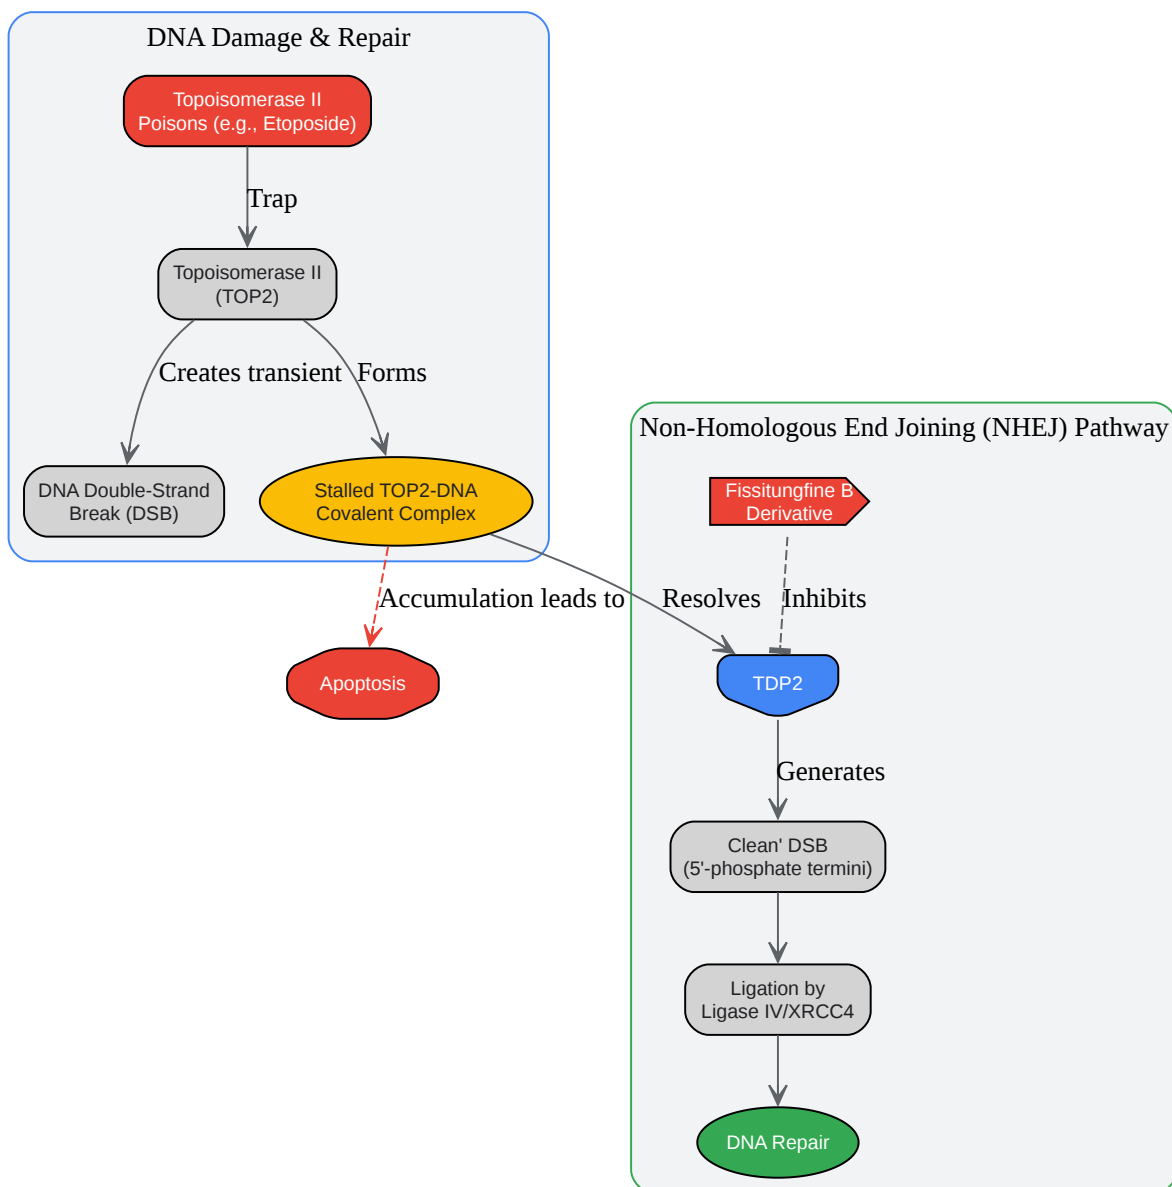 DNA Damage & Repair
Topoisomerase II
Poisons (e.g., Etoposide)
Trap
Topoisomerase II
(TOP2)
Creates transient
Forms
DNA Double-Strand
Break (DSB)
Stalled TOP2-DNA
Covalent Complex
Accumulation leads to
Apoptosis
Non-Homologous End Joining (NHEJ) Pathway
Fissitungfine B
Derivative
Resolves
Inhibits
TDP2
Generates
Clean' DSB
(5'-phosphate termini)
Ligation by
Ligase IV/XRCC4
DNA Repair